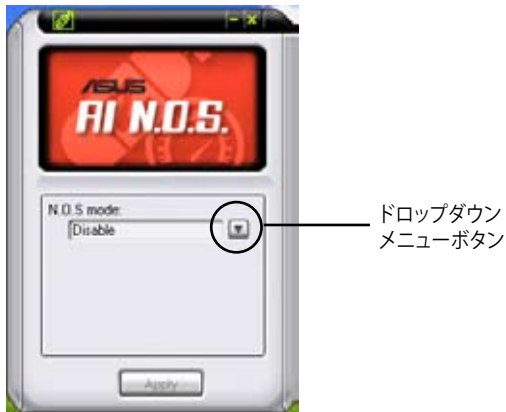 ASUS
AI N.O.S.
N.O.S mode:
Disable
Apply
ドロップダウン
メニューボタン